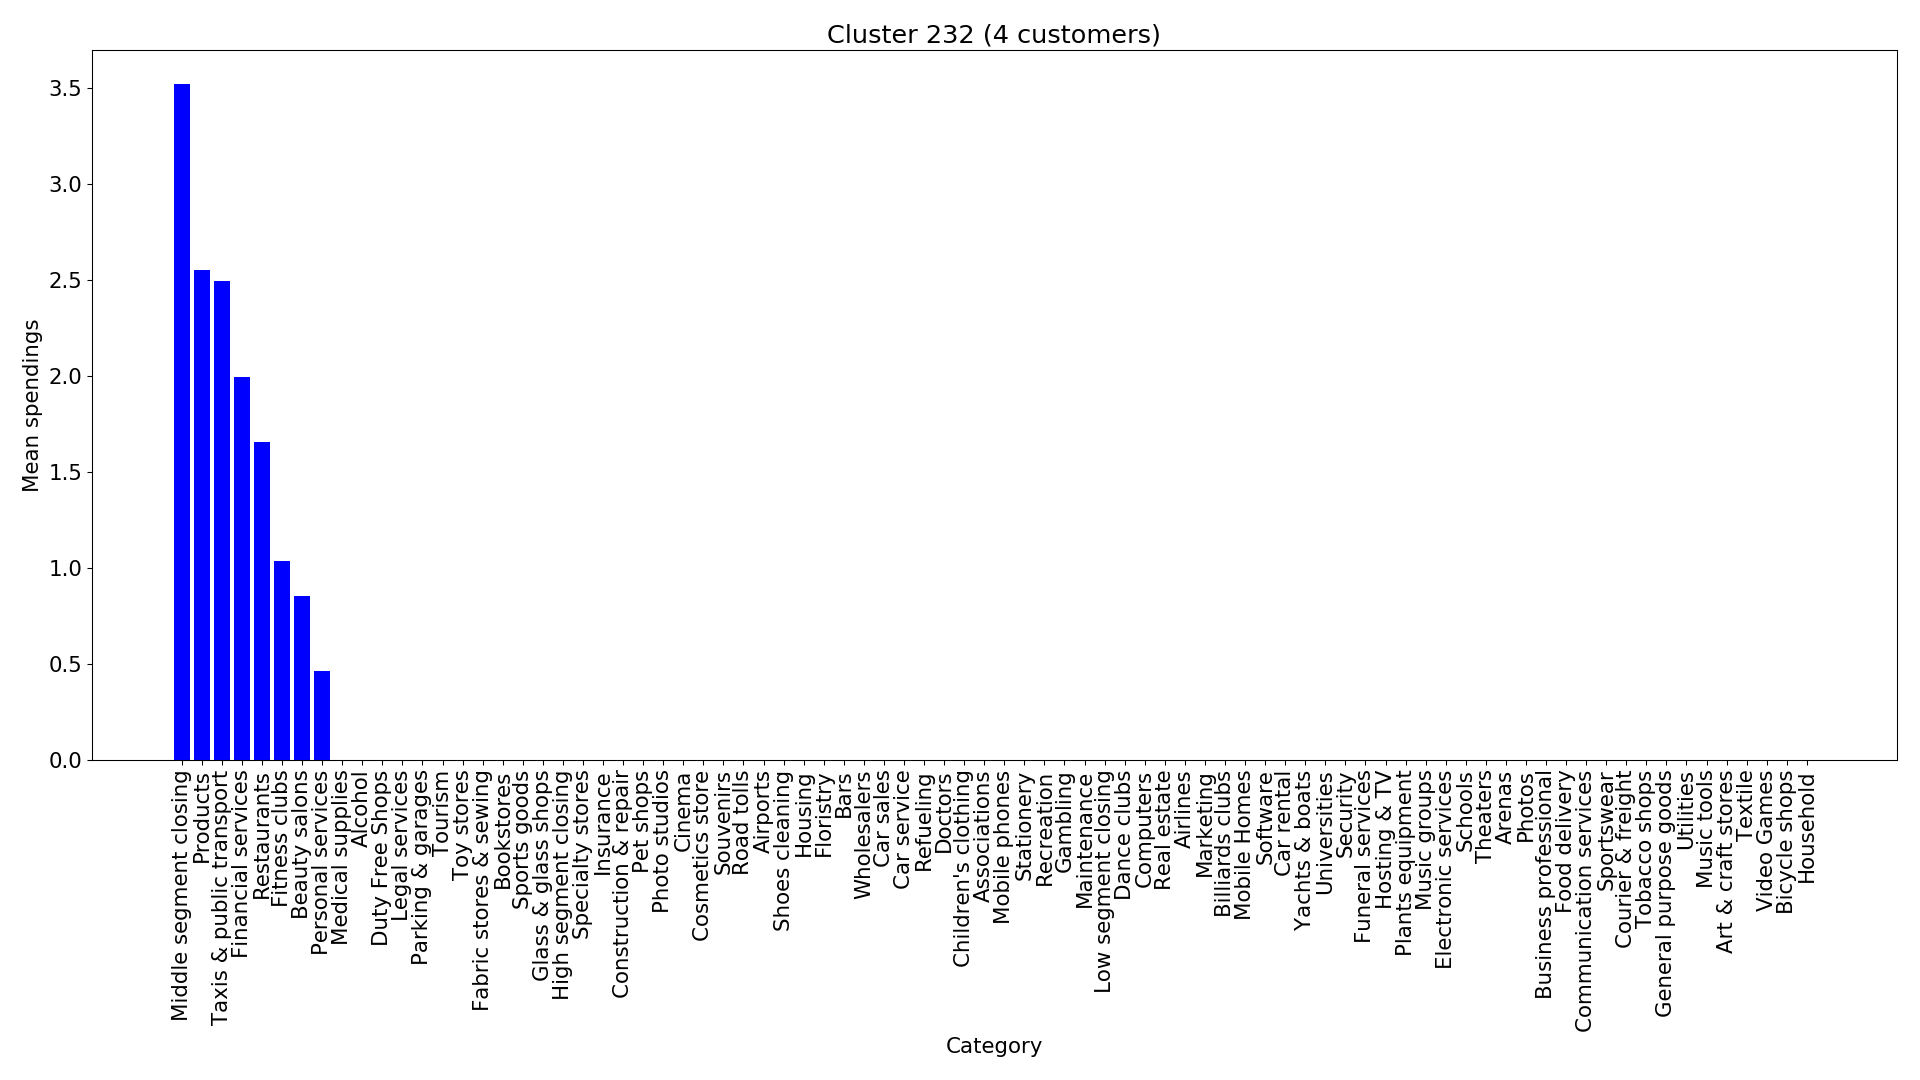 Cluster 232 (4 customers)
Mean spendings
3.5
3.0
2.5
2.0
1.5
1.0
0.5
0.0
Middle segment closing
Products
Taxis & public transport
Financial services
Restaurants
Fitness clubs
Beauty salons
Personal services
Medical supplies
Alcohol
Duty Free Shops
Legal services
Parking & garages
Tourism
Toy stores
Fabric stores & sewing
Bookstores
Sports goods
Glass & glass shops
High segment closing
Specialty stores
Insurance
Construction & repair
Pet shops
Photo studios
Cinema
Cosmetics store
Souvenirs
Road tolls
Airports
Shoes cleaning
Housing
Floristry
Bars
Wholesalers
Car sales
Car service
Refueling
Doctors
Children's clothing
Associations
Mobile phones
Stationery
Recreation
Gambling
Maintenance
Low segment closing
Dance clubs
Computers
Real estate
Airlines
Marketing
Billiards clubs
Mobile Homes
Software
Car rental
Yachts & boats
Universities
Security
Funeral services
Hosting & TV
Plants equipment
Music groups
Electronic services
Schools
Theaters
Arenas
Photos
Business professional
Food delivery
Communication services
Sportswear
Courier & freight
Tobacco shops
General purpose goods
Utilities
Music tools
Art & craft stores
Textile
Video Games
Bicycle shops
Household
Category